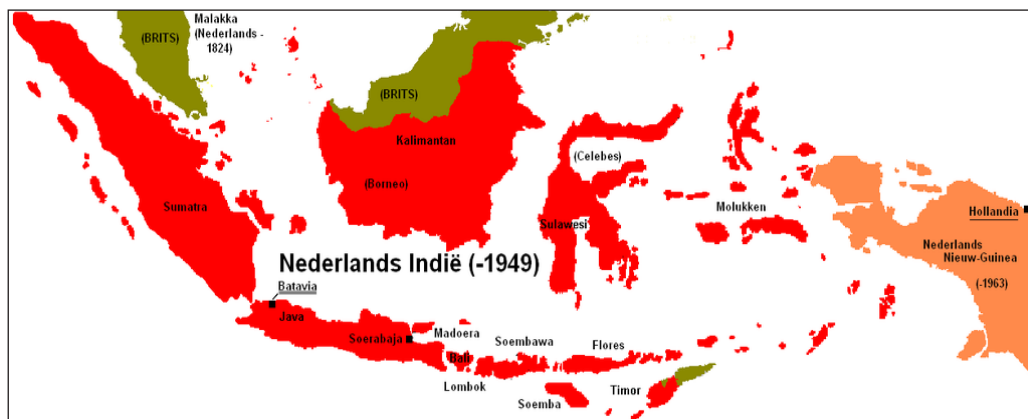 Malakka
(Nederlands -
1824)
(BRITS)
(BRITS)
Kalimantan
(Celebes)
(Borneo)
Sumatra
Molukken
Hollandia
Sulawesi
Nederlands
Nieuw-Guinea
Nederlands Indië (-1949)
(-1963)
Batavia
Java
Madoera
Soerabaja
Soembawa
Flores
Bali
Lombok
Timor
Soemba